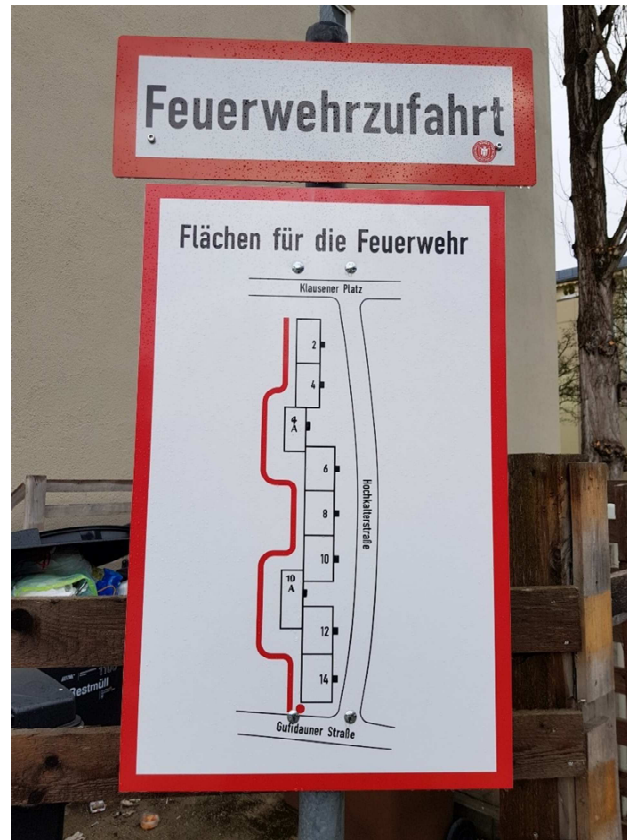 Feuerwehrzufahrt
Flächen für die Feuerwehr
Klausener Platz
2
4
4
A
6
Hochkalterstraße
8
10
10
A
12
14
Gufidauner Straße
Restmüll